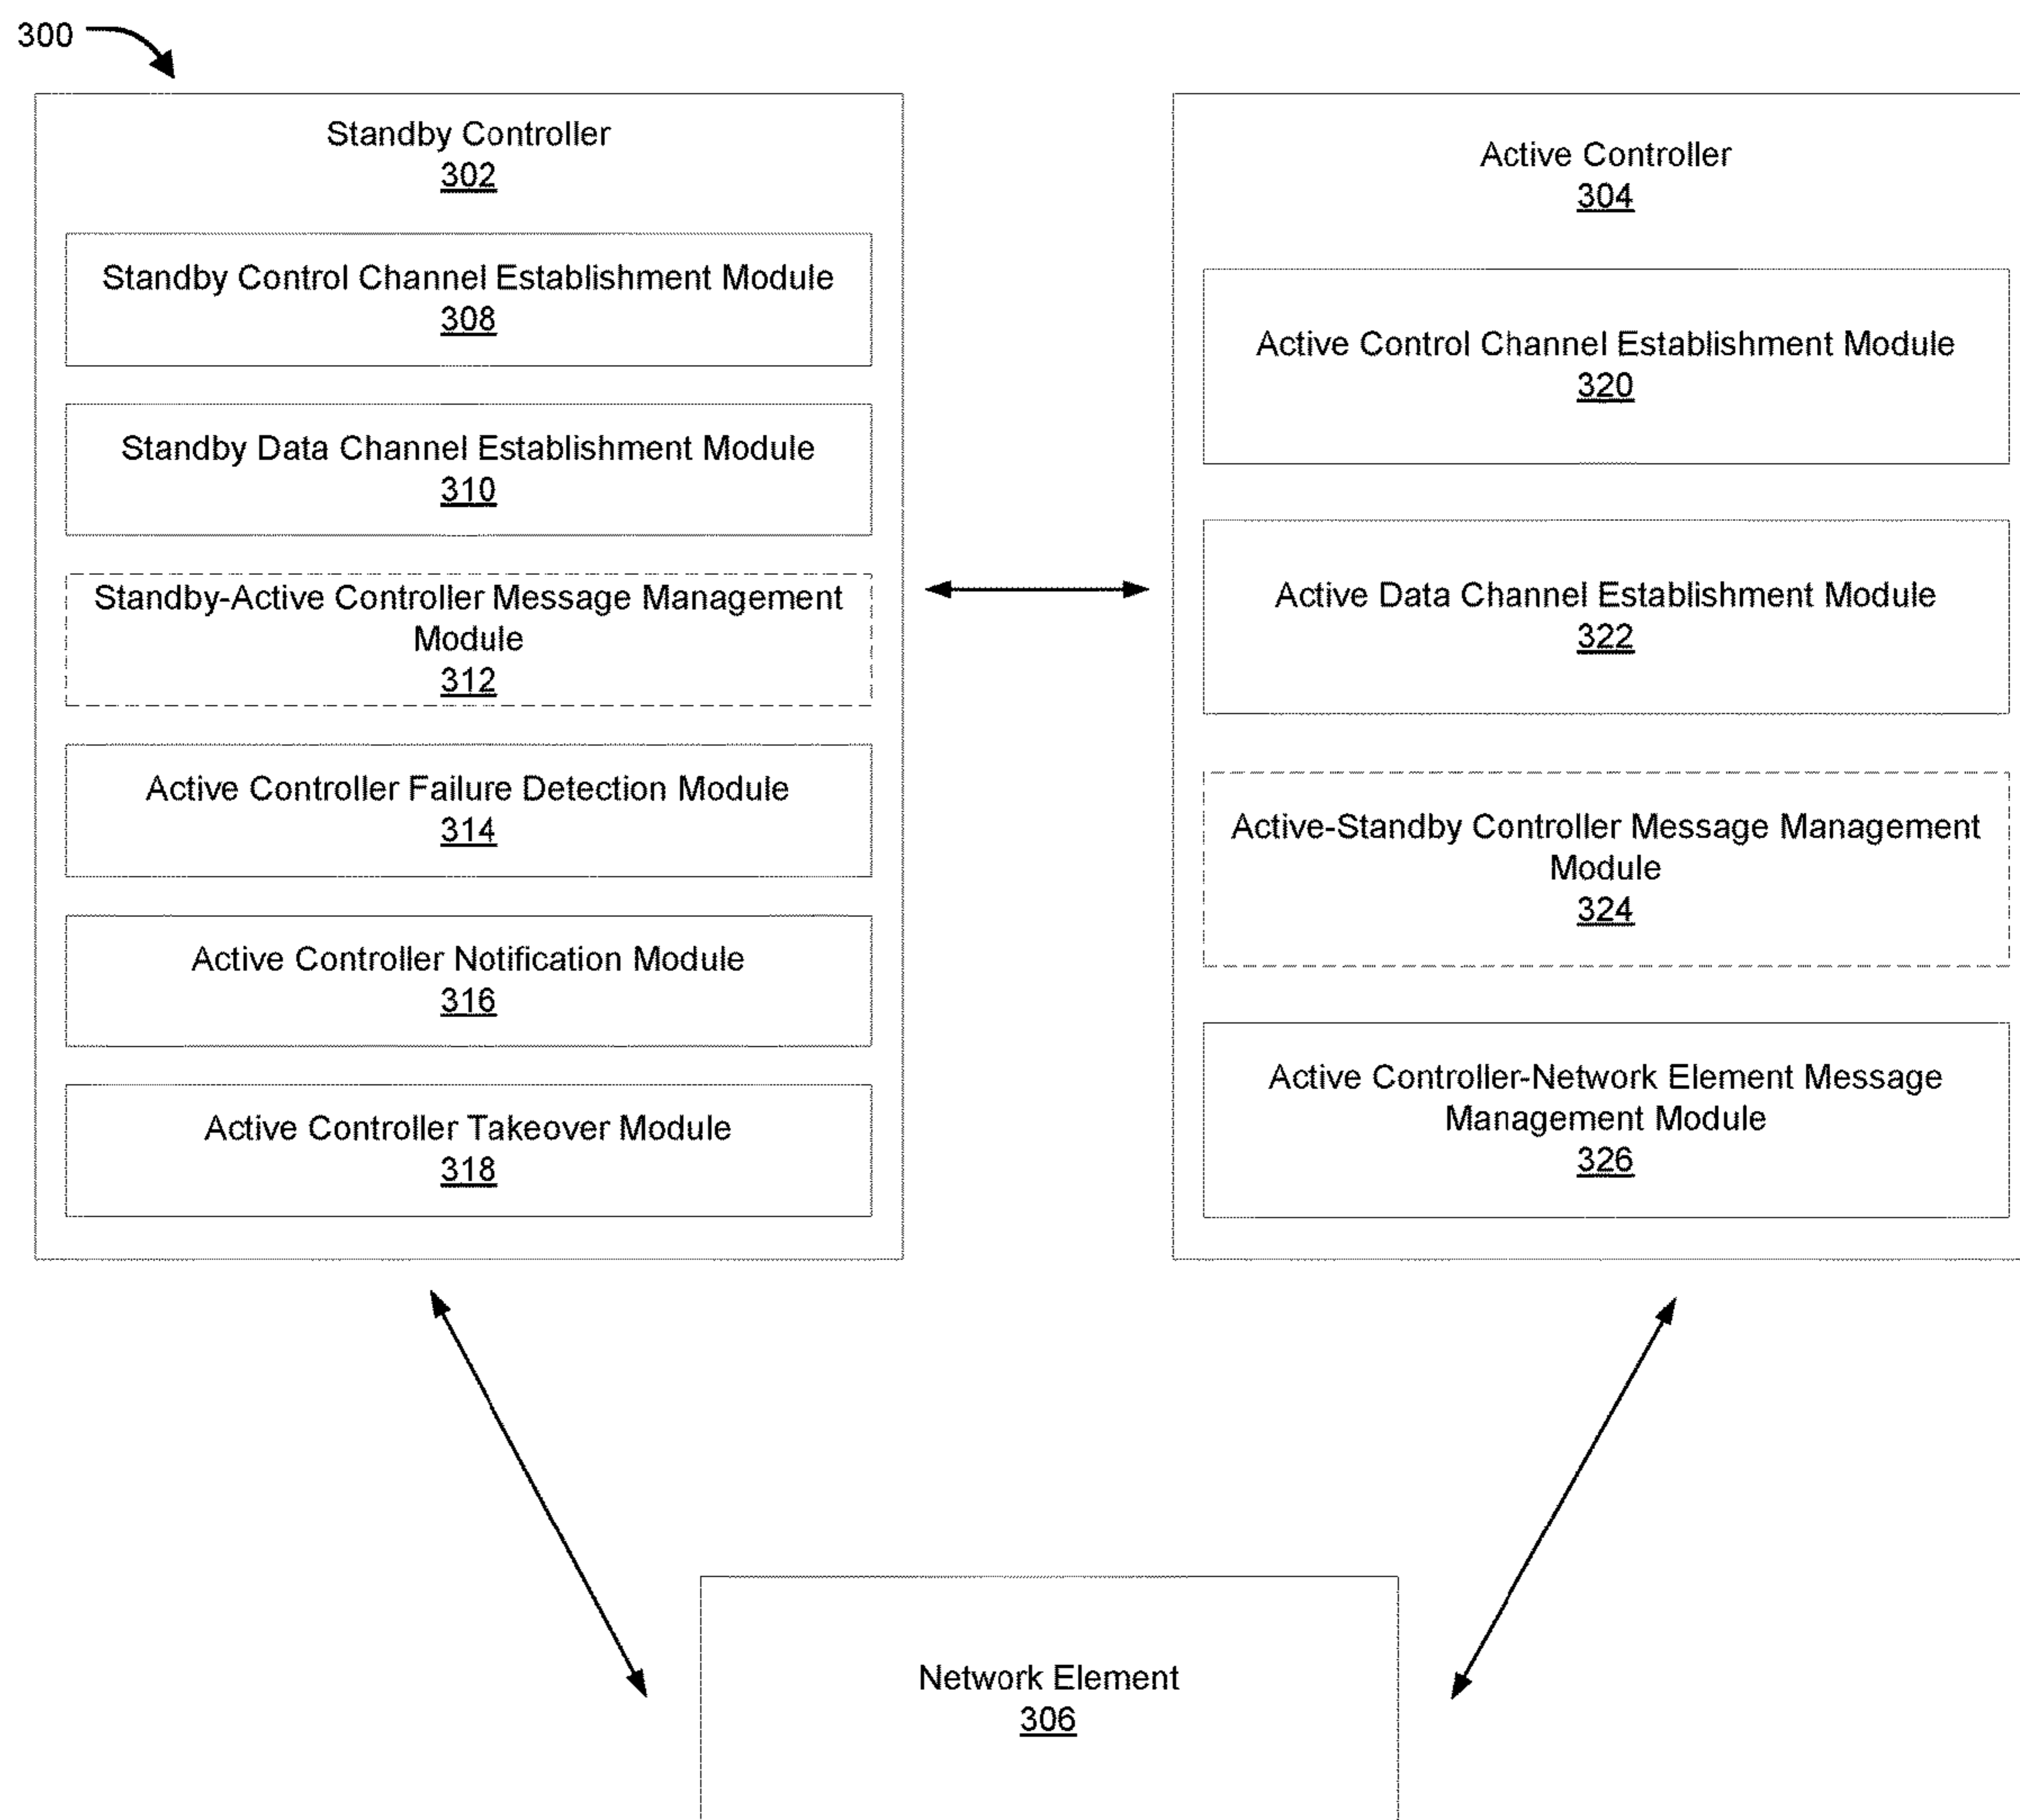 300
Standby Controller
302
Standby Control Channel Establishment Module
308
Standby Data Channel Establishment Module
310
Standby-Active Controller Message Management
Module
312
Active Controller Failure Detection Module
314
Active Controller Notification Module
316
Active Controller Takeover Module
318
Active Controller
304
Active Control Channel Establishment Module
320
Active Data Channel Establishment Module
322
Active-Standby Controller Message Management
Module
324
Active Controller-Network Element Message
Management Module
326
Network Element
306